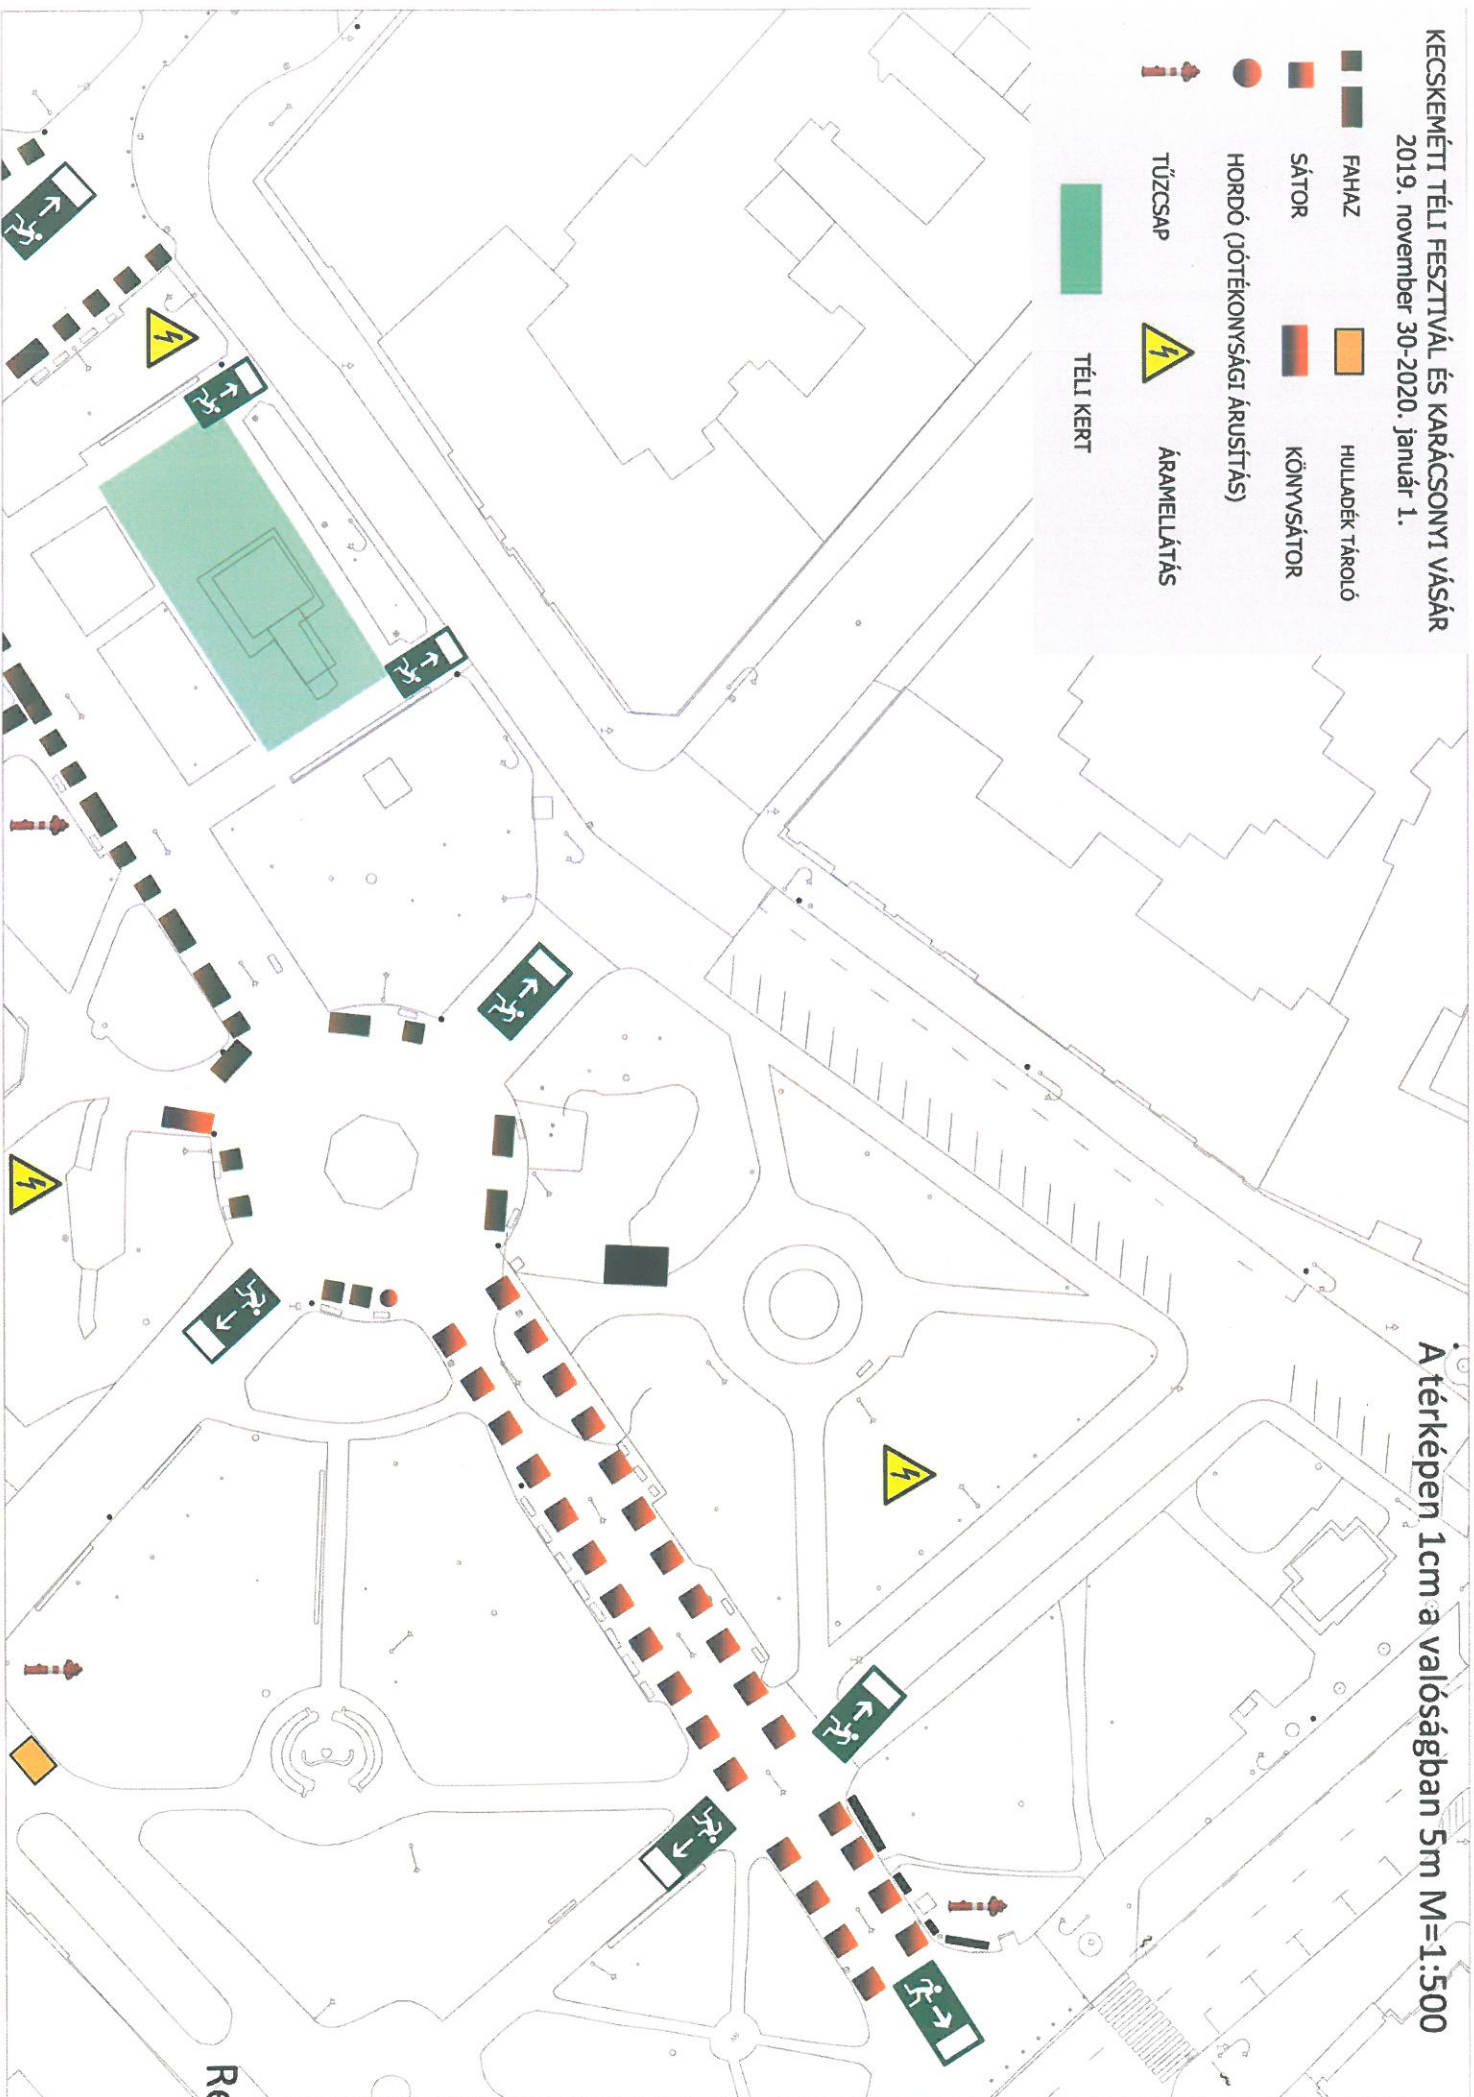 KECSKEMÉTI TÉLI FESZTIVÁL ÉS KARÁCSONYI VÁSÁR
2019. november 30-2020. január 1.
FAHAZ
HULLADÉK TÁROLÓ
SÁTOR
KÖNYVSÁTOR
HORDÓ (JÓTÉKONYSÁGI ÁRUSÍTÁS)
TŰZCSAP
ÁRAMELLÁTÁS
TÉLI KERT
A térképen 1cm a valóságban 5m M=1:500